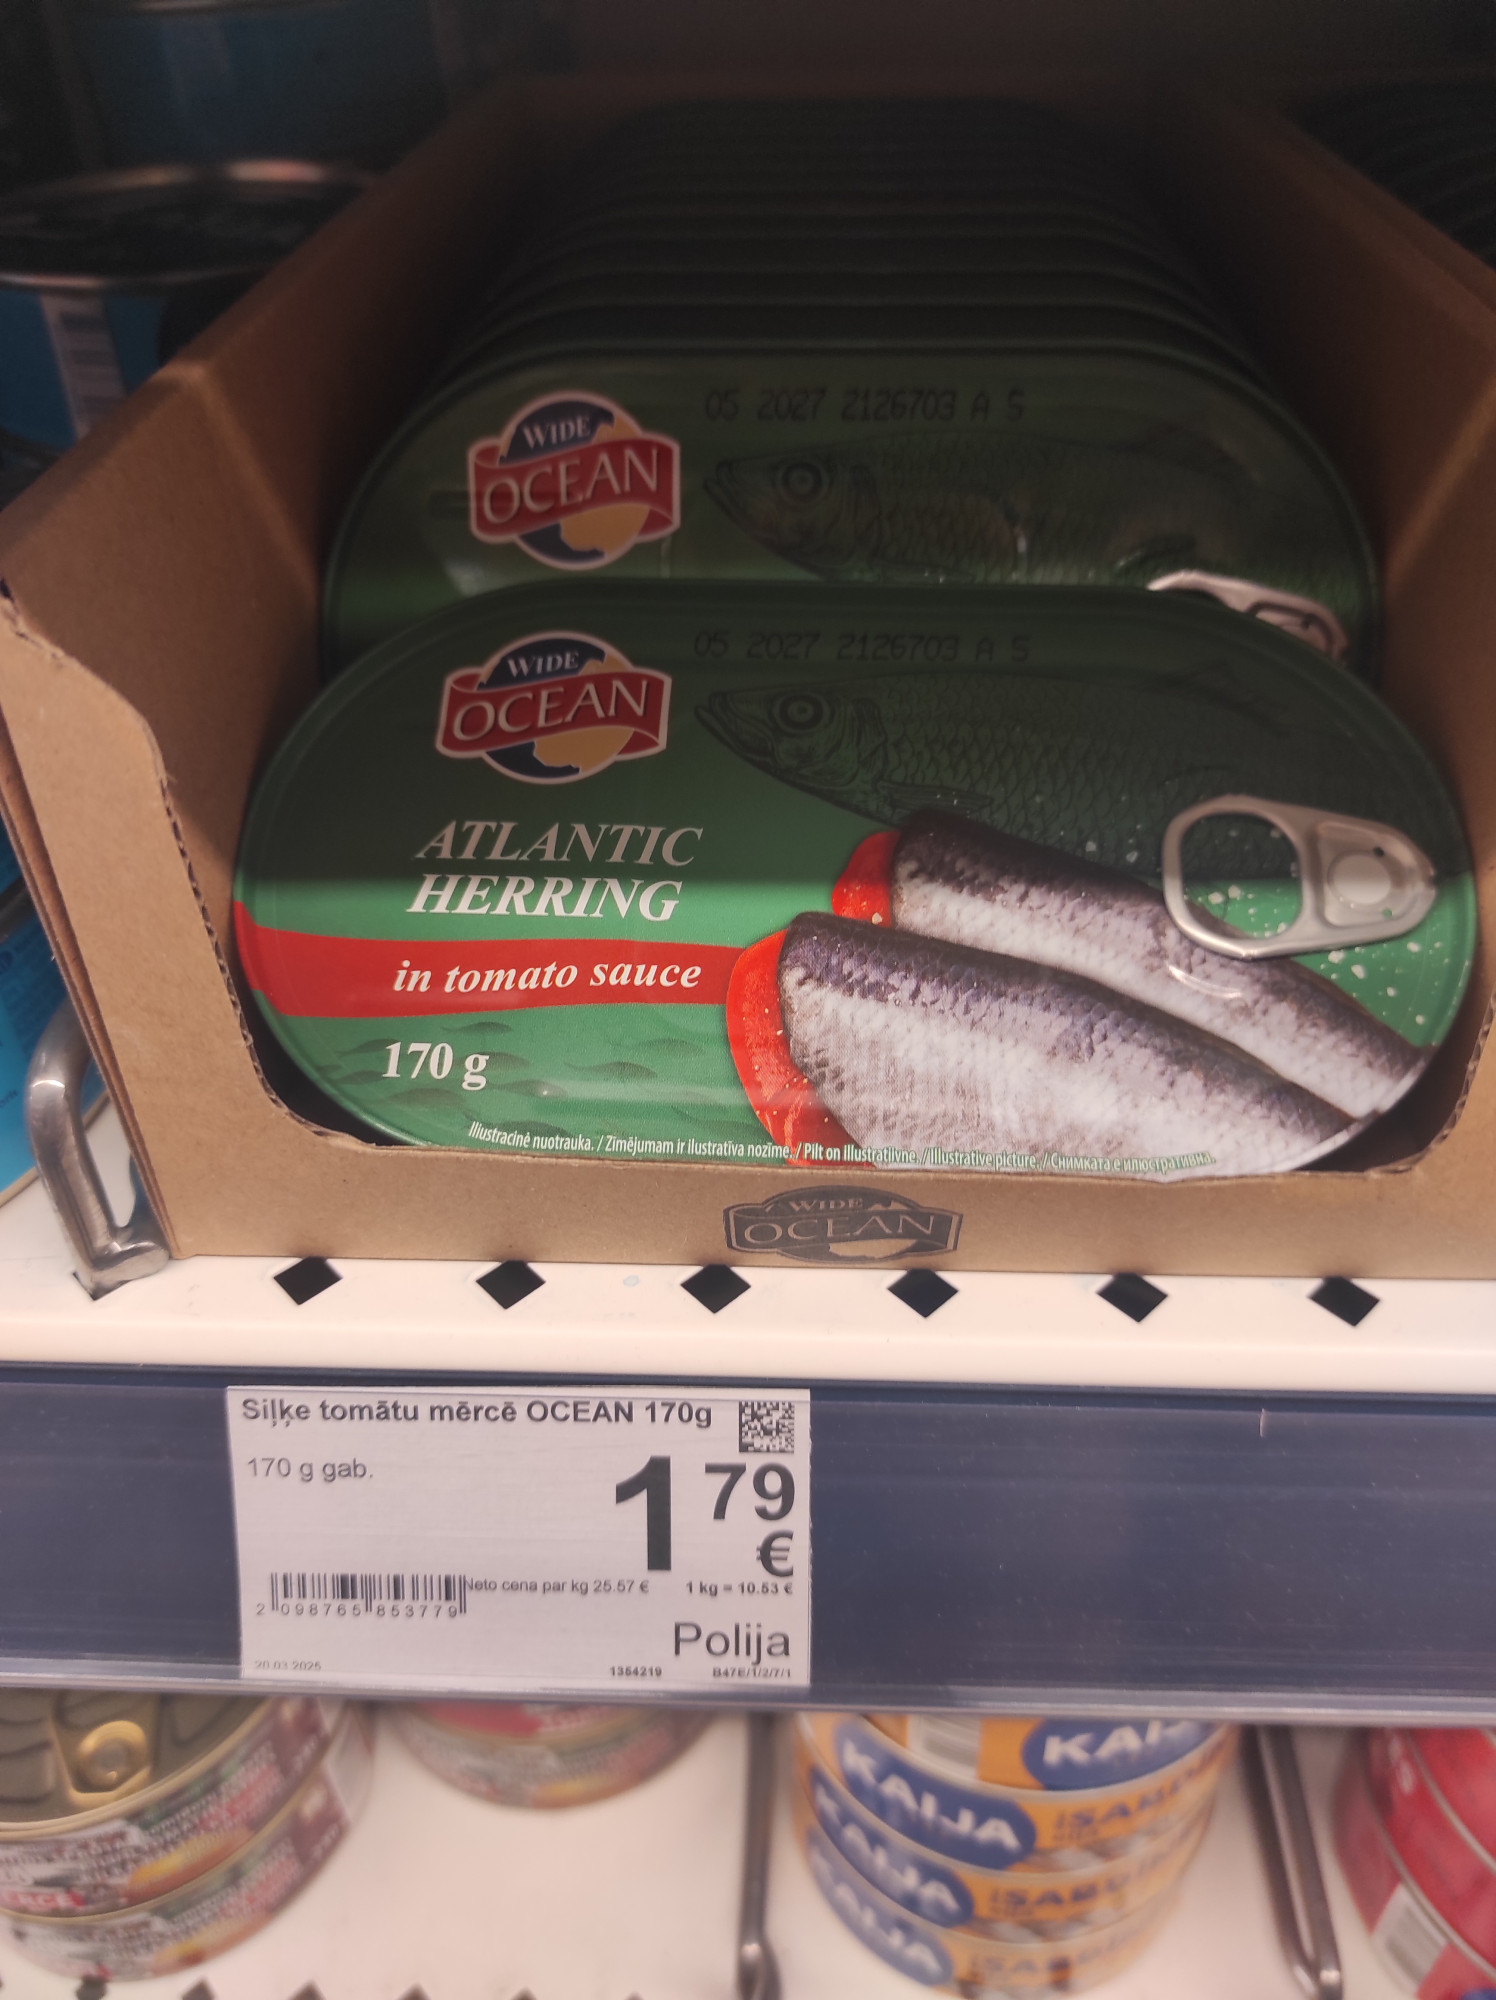 05 2027 2126703 A S
WIDE
OCEAN
05 2027 2126703 A S
WIDE
OCEAN
ATLANTIC
HERRING
in tomato sauce
170 g
Iliustracinė nuotrauka. / Zīmējumam ir ilustratīva nozīme. / Pilt on illustratiivne. / Illustrative picture. / Снимката е илюстративна.
WIDE
OCEAN
Siļķe tomātu mērcē OCEAN 170g
170 g gab.
1 79
€
Neto cena par kg 25.57 € 1 kg = 10.53 €
2 098765 853779
Polija
20.03.2025 1354219 B47E/1/2/7/1
KAIJA
KAIJA
KAIJA
KAIJA